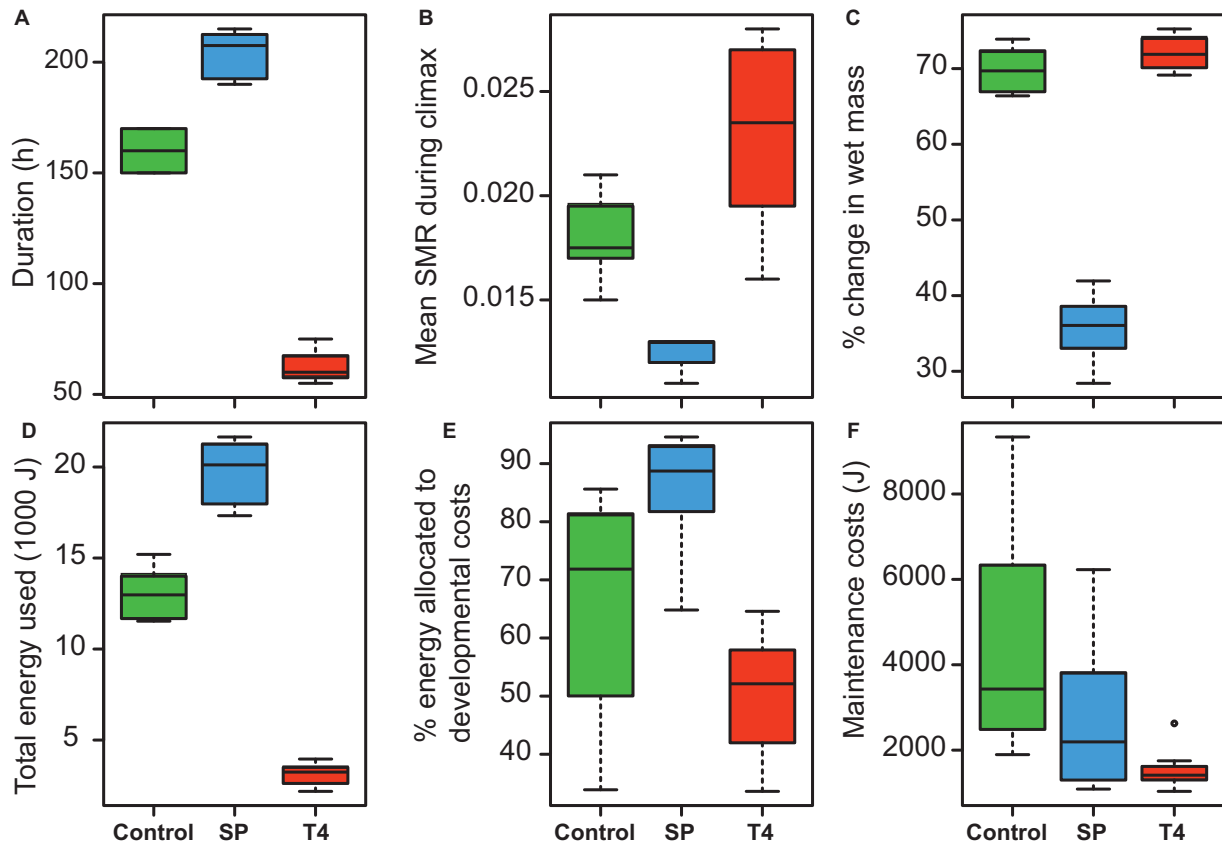 A
Duration (h)
200
150
100
50
B
Mean SMR during climax
0.025
0.020
0.015
C
% change in wet mass
70
60
50
40
30
D
Total energy used (1000 J)
20
15
10
5
Control SP T4
E
% energy allocated to
developmental costs
90
80
70
60
50
40
Control SP T4
F
Maintenance costs (J)
8000
6000
4000
2000
Control SP T4